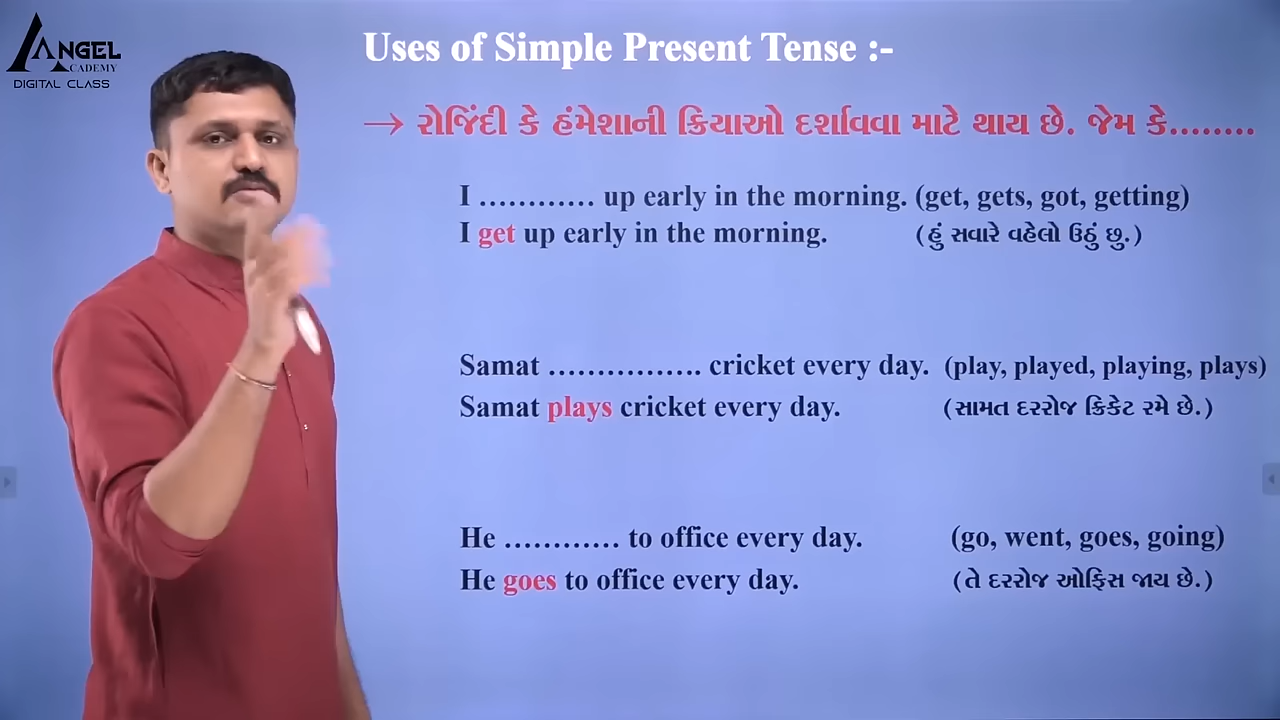 ANGEL
ACADEMY
DIGITAL CLASS
Uses of Simple Present Tense :-
→ રોજિંદી કે હંમેશાની ક્રિયાઓ દર્શાવવા માટે થાય છે. જેમ કે........
I ………… up early in the morning. (get, gets, got, getting)
I get up early in the morning. (હું સવારે વહેલો ઉઠું છુ.)
Samat ……………. cricket every day. (play, played, playing, plays)
Samat plays cricket every day. (સામત દરરોજ ક્રિકેટ રમે છે.)
He ………… to office every day. (go, went, goes, going)
He goes to office every day. (તે દરરોજ ઓફિસ જાય છે.)